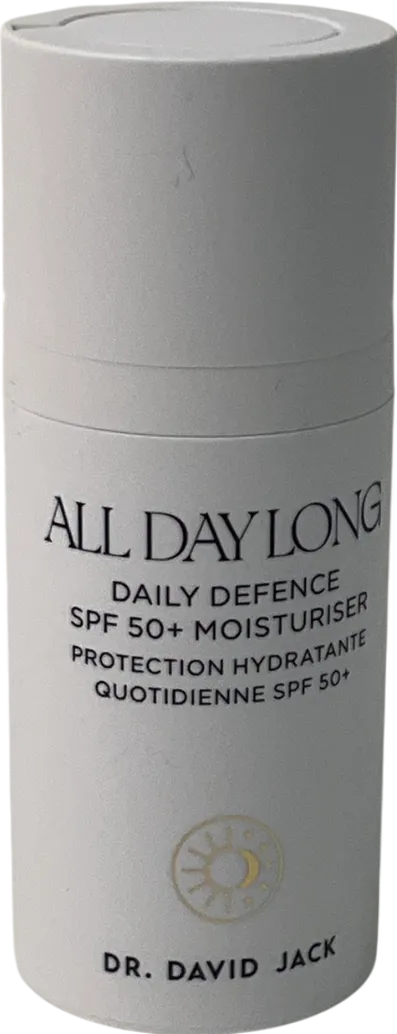 ALL DAY LONG
DAILY DEFENCE
SPF 50+ MOISTURISER
PROTECTION HYDRATANTE
QUOTIDIENNE SPF 50+
DR. DAVID JACK